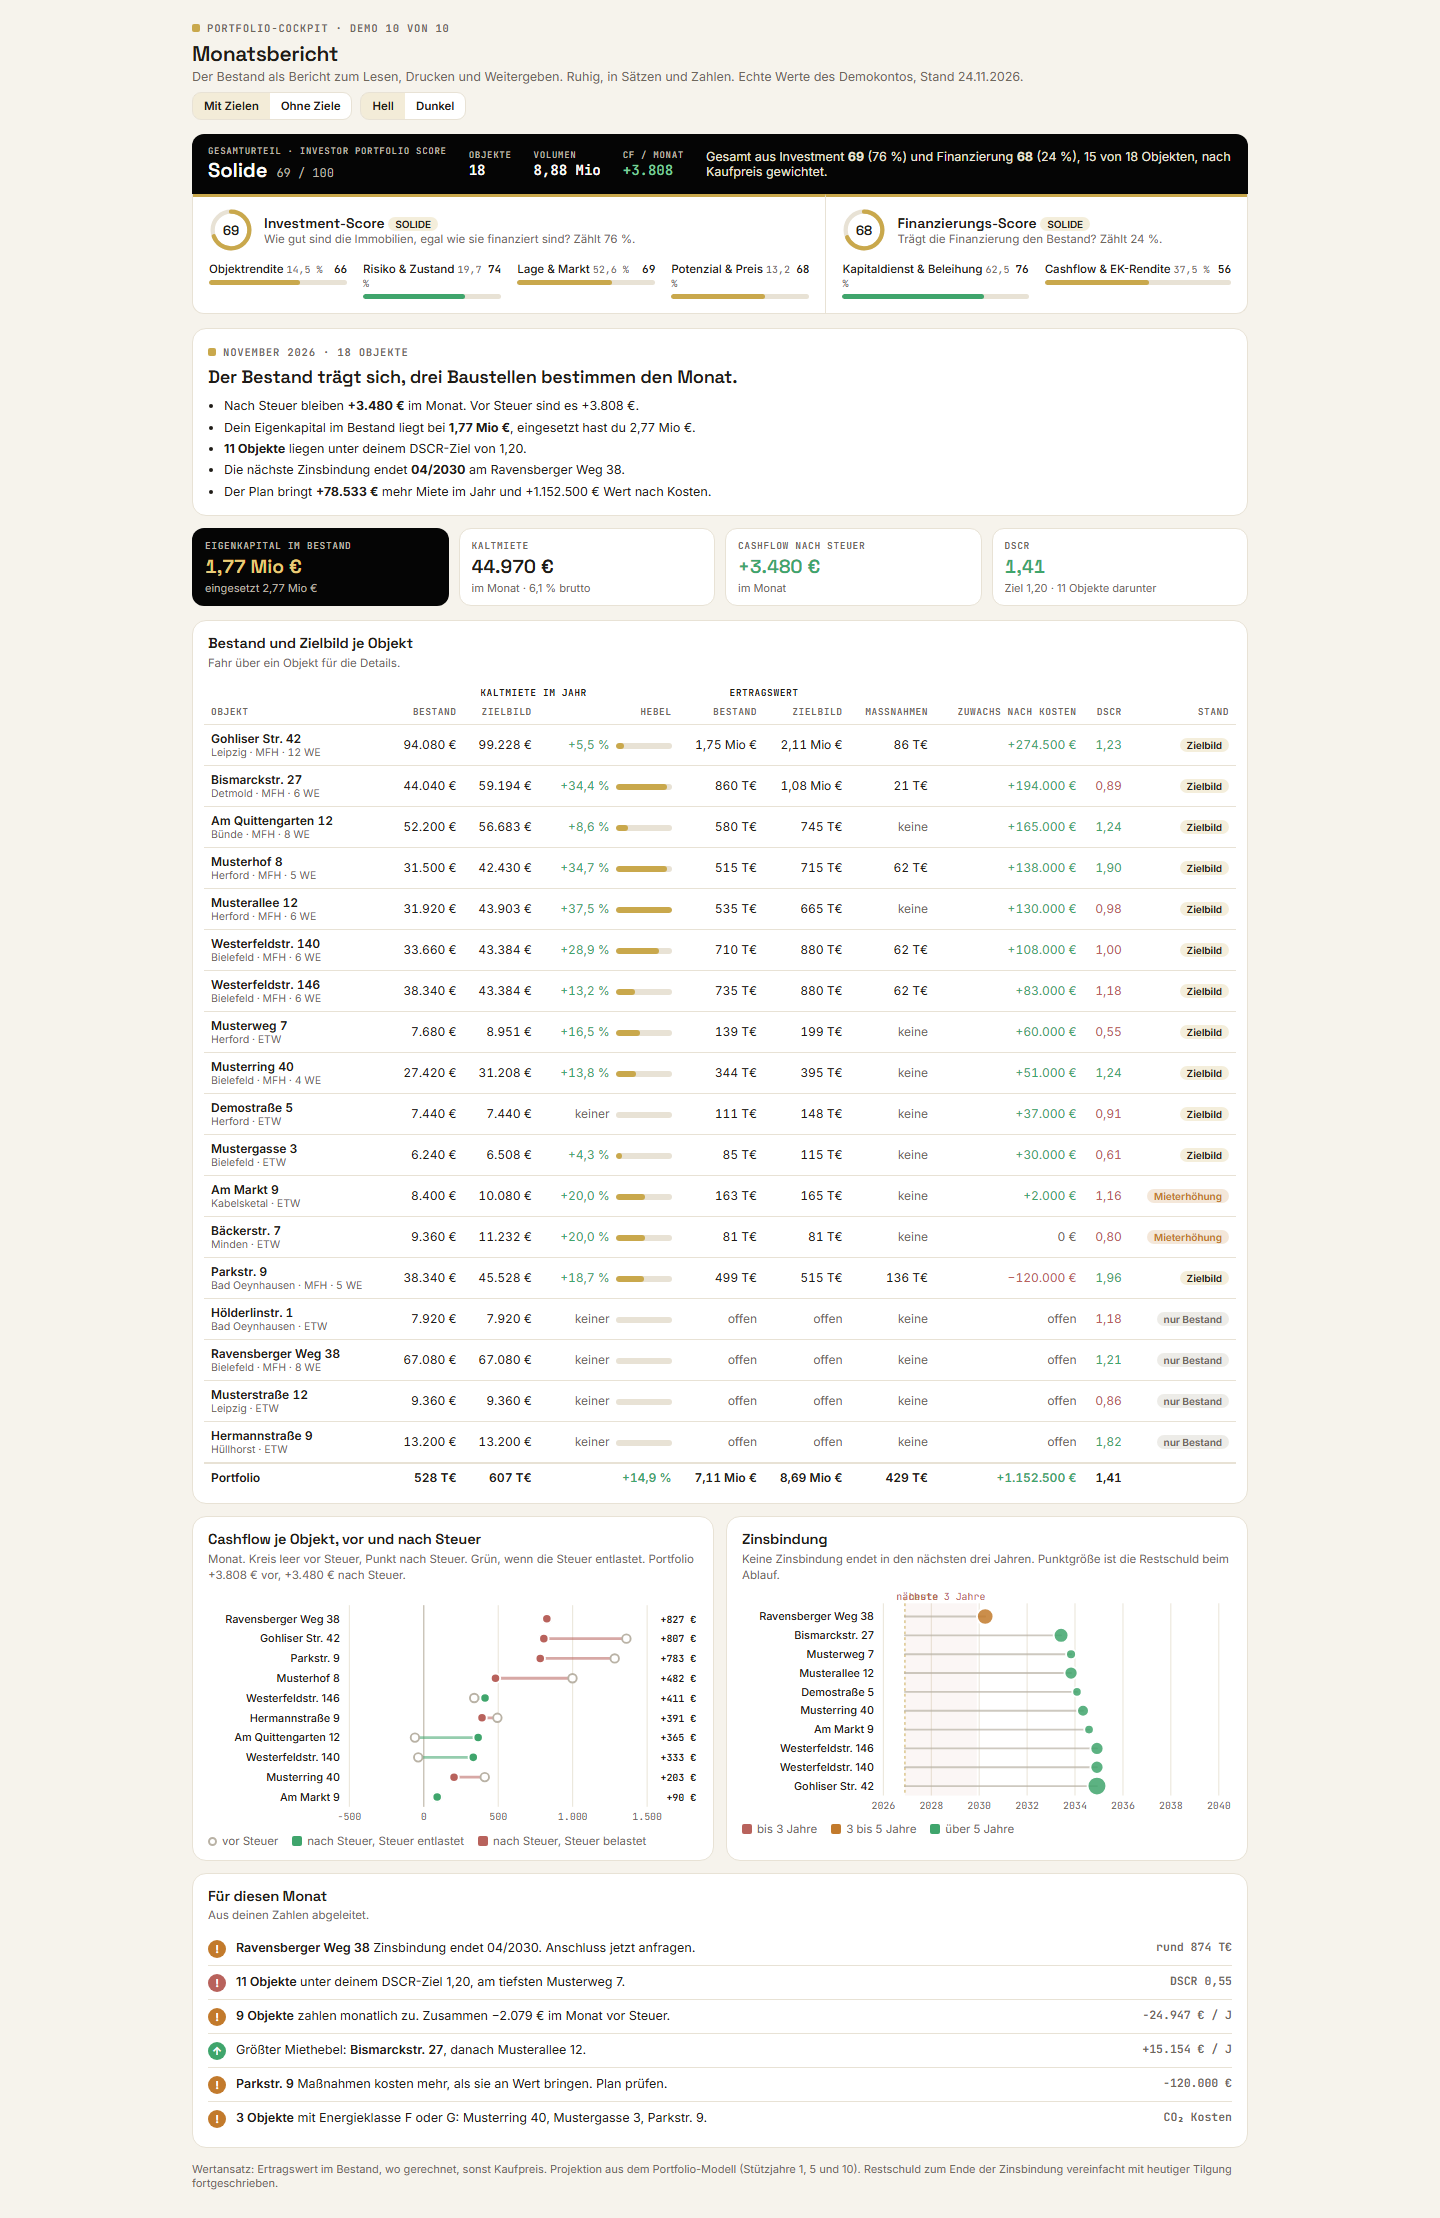 PORTFOLIO-COCKPIT · DEMO 10 VON 10
Monatsbericht
Der Bestand als Bericht zum Lesen, Drucken und Weitergeben. Ruhig, in Sätzen und Zahlen. Echte Werte des Demokontos, Stand 24.11.2026.
Mit Zielen Ohne Ziele Hell Dunkel
GESAMTURTEIL · INVESTOR PORTFOLIO SCORE
Solide 69 / 100
OBJEKTE
18
VOLUMEN
8,88 Mio
CF / MONAT
+3.808
Gesamt aus Investment 69 (76 %) und Finanzierung 68 (24 %), 15 von 18 Objekten, nach
Kaufpreis gewichtet.
69
Investment-Score SOLIDE
Wie gut sind die Immobilien, egal wie sie finanziert sind? Zählt 76 %.
Objektrendite 14,5 % 66
Risiko & Zustand 19,7 % 74
Lage & Markt 52,6 % 69
Potenzial & Preis 13,2 % 68
68
Finanzierungs-Score SOLIDE
Trägt die Finanzierung den Bestand? Zählt 24 %.
Kapitaldienst & Beleihung 62,5 % 76
Cashflow & EK-Rendite 37,5 % 56
NOVEMBER 2026 · 18 OBJEKTE
Der Bestand trägt sich, drei Baustellen bestimmen den Monat.
• Nach Steuer bleiben +3.480 € im Monat. Vor Steuer sind es +3.808 €.
• Dein Eigenkapital im Bestand liegt bei 1,77 Mio €, eingesetzt hast du 2,77 Mio €.
• 11 Objekte liegen unter deinem DSCR-Ziel von 1,20.
• Die nächste Zinsbindung endet 04/2030 am Ravensberger Weg 38.
• Der Plan bringt +78.533 € mehr Miete im Jahr und +1.152.500 € Wert nach Kosten.
EIGENKAPITAL IM BESTAND
1,77 Mio €
eingesetzt 2,77 Mio €
KALTMIETE
44.970 €
im Monat · 6,1 % brutto
CASHFLOW NACH STEUER
+3.480 €
im Monat
DSCR
1,41
Ziel 1,20 · 11 Objekte darunter
Bestand und Zielbild je Objekt
Fahr über ein Objekt für die Details.
KALTMIETE IM JAHR ERTRAGSWERT
OBJEKT BESTAND ZIELBILD HEBEL BESTAND ZIELBILD MASSNAHMEN ZUWACHS NACH KOSTEN DSCR STAND
Gohliser Str. 42 94.080 € 99.228 € +5,5 % 1,75 Mio € 2,11 Mio € 86 T€ +274.500 € 1,23 Zielbild
Leipzig · MFH · 12 WE
Bismarckstr. 27 44.040 € 59.194 € +34,4 % 860 T€ 1,08 Mio € 21 T€ +194.000 € 0,89 Zielbild
Detmold · MFH · 6 WE
Am Quittengarten 12 52.200 € 56.683 € +8,6 % 580 T€ 745 T€ keine +165.000 € 1,24 Zielbild
Bünde · MFH · 8 WE
Musterhof 8 31.500 € 42.430 € +34,7 % 515 T€ 715 T€ 62 T€ +138.000 € 1,90 Zielbild
Herford · MFH · 5 WE
Musterallee 12 31.920 € 43.903 € +37,5 % 535 T€ 665 T€ keine +130.000 € 0,98 Zielbild
Herford · MFH · 6 WE
Westerfeldstr. 140 33.660 € 43.384 € +28,9 % 710 T€ 880 T€ 62 T€ +108.000 € 1,00 Zielbild
Bielefeld · MFH · 6 WE
Westerfeldstr. 146 38.340 € 43.384 € +13,2 % 735 T€ 880 T€ 62 T€ +83.000 € 1,18 Zielbild
Bielefeld · MFH · 6 WE
Musterweg 7 7.680 € 8.951 € +16,5 % 139 T€ 199 T€ keine +60.000 € 0,55 Zielbild
Herford · ETW
Musterring 40 27.420 € 31.208 € +13,8 % 344 T€ 395 T€ keine +51.000 € 1,24 Zielbild
Bielefeld · MFH · 4 WE
Demostraße 5 7.440 € 7.440 € keiner 111 T€ 148 T€ keine +37.000 € 0,91 Zielbild
Herford · ETW
Mustergasse 3 6.240 € 6.508 € +4,3 % 85 T€ 115 T€ keine +30.000 € 0,61 Zielbild
Bielefeld · ETW
Am Markt 9 8.400 € 10.080 € +20,0 % 163 T€ 165 T€ keine +2.000 € 1,16 Mieterhöhung
Kabelsketal · ETW
Bäckerstr. 7 9.360 € 11.232 € +20,0 % 81 T€ 81 T€ keine 0 € 0,80 Mieterhöhung
Minden · ETW
Parkstr. 9 38.340 € 45.528 € +18,7 % 499 T€ 515 T€ 136 T€ −120.000 € 1,96 Zielbild
Bad Oeynhausen · MFH · 5 WE
Hölderlinstr. 1 7.920 € 7.920 € keiner offen offen keine offen 1,18 nur Bestand
Bad Oeynhausen · ETW
Ravensberger Weg 38 67.080 € 67.080 € keiner offen offen keine offen 1,21 nur Bestand
Bielefeld · MFH · 8 WE
Musterstraße 12 9.360 € 9.360 € keiner offen offen keine offen 0,86 nur Bestand
Leipzig · ETW
Hermannstraße 9 13.200 € 13.200 € keiner offen offen keine offen 1,82 nur Bestand
Hüllhorst · ETW
Portfolio 528 T€ 607 T€ +14,9 % 7,11 Mio € 8,69 Mio € 429 T€ +1.152.500 € 1,41
Cashflow je Objekt, vor und nach Steuer
Monat. Kreis leer vor Steuer, Punkt nach Steuer. Grün, wenn die Steuer entlastet. Portfolio
+3.808 € vor, +3.480 € nach Steuer.
Ravensberger Weg 38 +827 €
Gohliser Str. 42 +807 €
Parkstr. 9 +783 €
Musterhof 8 +482 €
Westerfeldstr. 146 +411 €
Hermannstraße 9 +391 €
Am Quittengarten 12 +365 €
Westerfeldstr. 140 +333 €
Musterring 40 +203 €
Am Markt 9 +90 €
-500 0 500 1.000 1.500
vor Steuer nach Steuer, Steuer entlastet nach Steuer, Steuer belastet
Zinsbindung
Keine Zinsbindung endet in den nächsten drei Jahren. Punktgröße ist die Restschuld beim
Ablauf.
nächste 3 Jahre
Ravensberger Weg 38
Bismarckstr. 27
Musterweg 7
Musterallee 12
Demostraße 5
Musterring 40
Am Markt 9
Westerfeldstr. 146
Westerfeldstr. 140
Gohliser Str. 42
2026 2028 2030 2032 2034 2036 2038 2040
bis 3 Jahre 3 bis 5 Jahre über 5 Jahre
Für diesen Monat
Aus deinen Zahlen abgeleitet.
! Ravensberger Weg 38 Zinsbindung endet 04/2030. Anschluss jetzt anfragen. rund 874 T€
! 11 Objekte unter deinem DSCR-Ziel 1,20, am tiefsten Musterweg 7. DSCR 0,55
! 9 Objekte zahlen monatlich zu. Zusammen −2.079 € im Monat vor Steuer. -24.947 € / J
Größter Miethebel: Bismarckstr. 27, danach Musterallee 12. +15.154 € / J
! Parkstr. 9 Maßnahmen kosten mehr, als sie an Wert bringen. Plan prüfen. -120.000 €
! 3 Objekte mit Energieklasse F oder G: Musterring 40, Mustergasse 3, Parkstr. 9. CO₂ Kosten
Wertansatz: Ertragswert im Bestand, wo gerechnet, sonst Kaufpreis. Projektion aus dem Portfolio-Modell (Stützjahre 1, 5 und 10). Restschuld zum Ende der Zinsbindung vereinfacht mit heutiger Tilgung
fortgeschrieben.